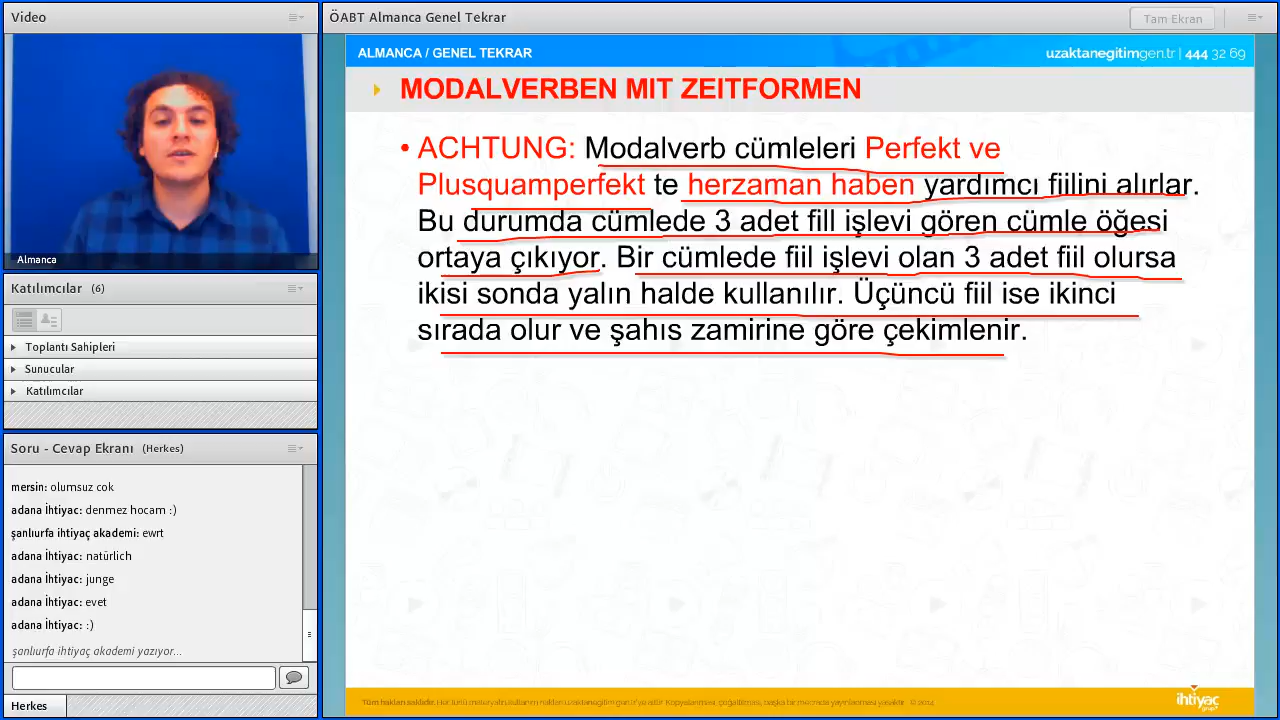 Video
ÖABT Almanca Genel Tekrar
Tam Ekran
ALMANCA / GENEL TEKRAR
uzaktanegitimgen.tr | 444 32 69
MODALVERBEN MIT ZEITFORMEN
• ACHTUNG: Modalverb cümleleri Perfekt ve
Plusquamperfekt te herzaman haben yardımcı fiilini alırlar.
Bu durumda cümlede 3 adet fill işlevi gören cümle öğesi
ortaya çıkıyor. Bir cümlede fiil işlevi olan 3 adet fiil olursa
ikisi sonda yalın halde kullanılır. Üçüncü fiil ise ikinci
sırada olur ve şahıs zamirine göre çekimlenir.
Almanca
Katılımcılar (6)
Toplantı Sahipleri
Sunucular
Katılımcılar
Soru - Cevap Ekranı (Herkes)
mersin: olumsuz cok
adana İhtiyaç: denmez hocam :)
şanlıurfa ihtiyaç akademi: ewrt
adana İhtiyaç: natürlich
adana İhtiyaç: junge
adana İhtiyaç: evet
adana İhtiyaç: :)
şanlıurfa ihtiyaç akademi yazıyor...
Herkes
Tüm hakları saklıdır.
© 2014
ihtiyaç